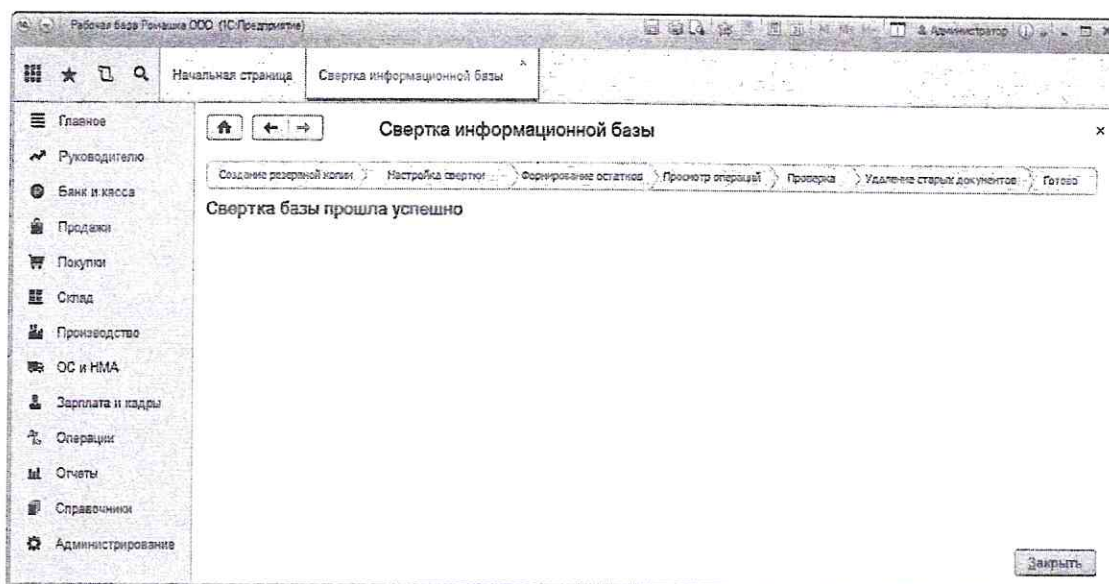 Рабочая база Ромашка ООО (1С:Предприятие)
Администратор
Начальная страница
Свертка информационной базы
Главное
Руководителю
Банк и касса
Продажи
Покупки
Склад
Производство
ОС и НМА
Зарплата и кадры
Операции
Отчеты
Справочники
Администрирование
Свертка информационной базы
Создание резервной копии
Настройка свертки
Формирование остатков
Просмотр операций
Проверка
Удаление старых документов
Готово
Свертка базы прошла успешно
Закрыть